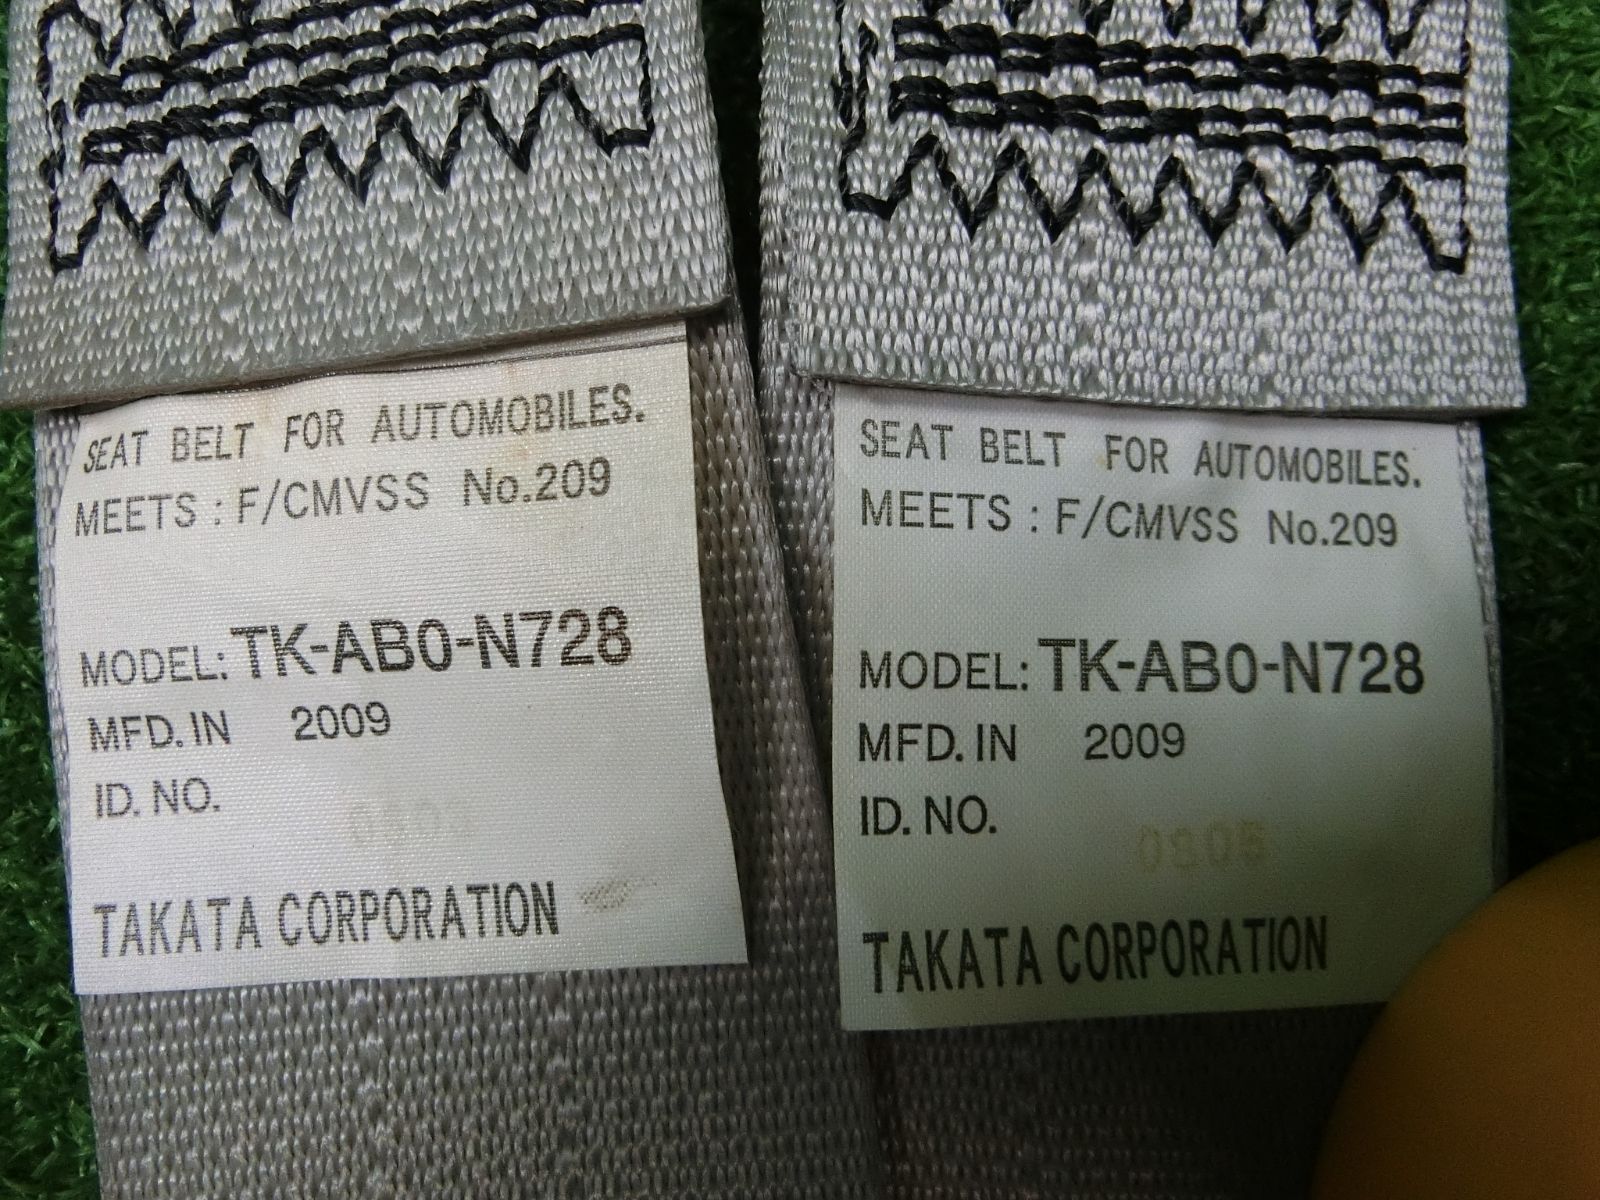 SEAT BELT FOR AUTOMOBILES.
MEETS : F/CMVSS No.209
MODEL: TK-AB0-N728
MFD. IN 2009
ID. NO.
TAKATA CORPORATION
SEAT BELT FOR AUTOMOBILES.
MEETS : F/CMVSS No.209
MODEL: TK-AB0-N728
MFD. IN 2009
ID. NO.
0805
TAKATA CORPORATION